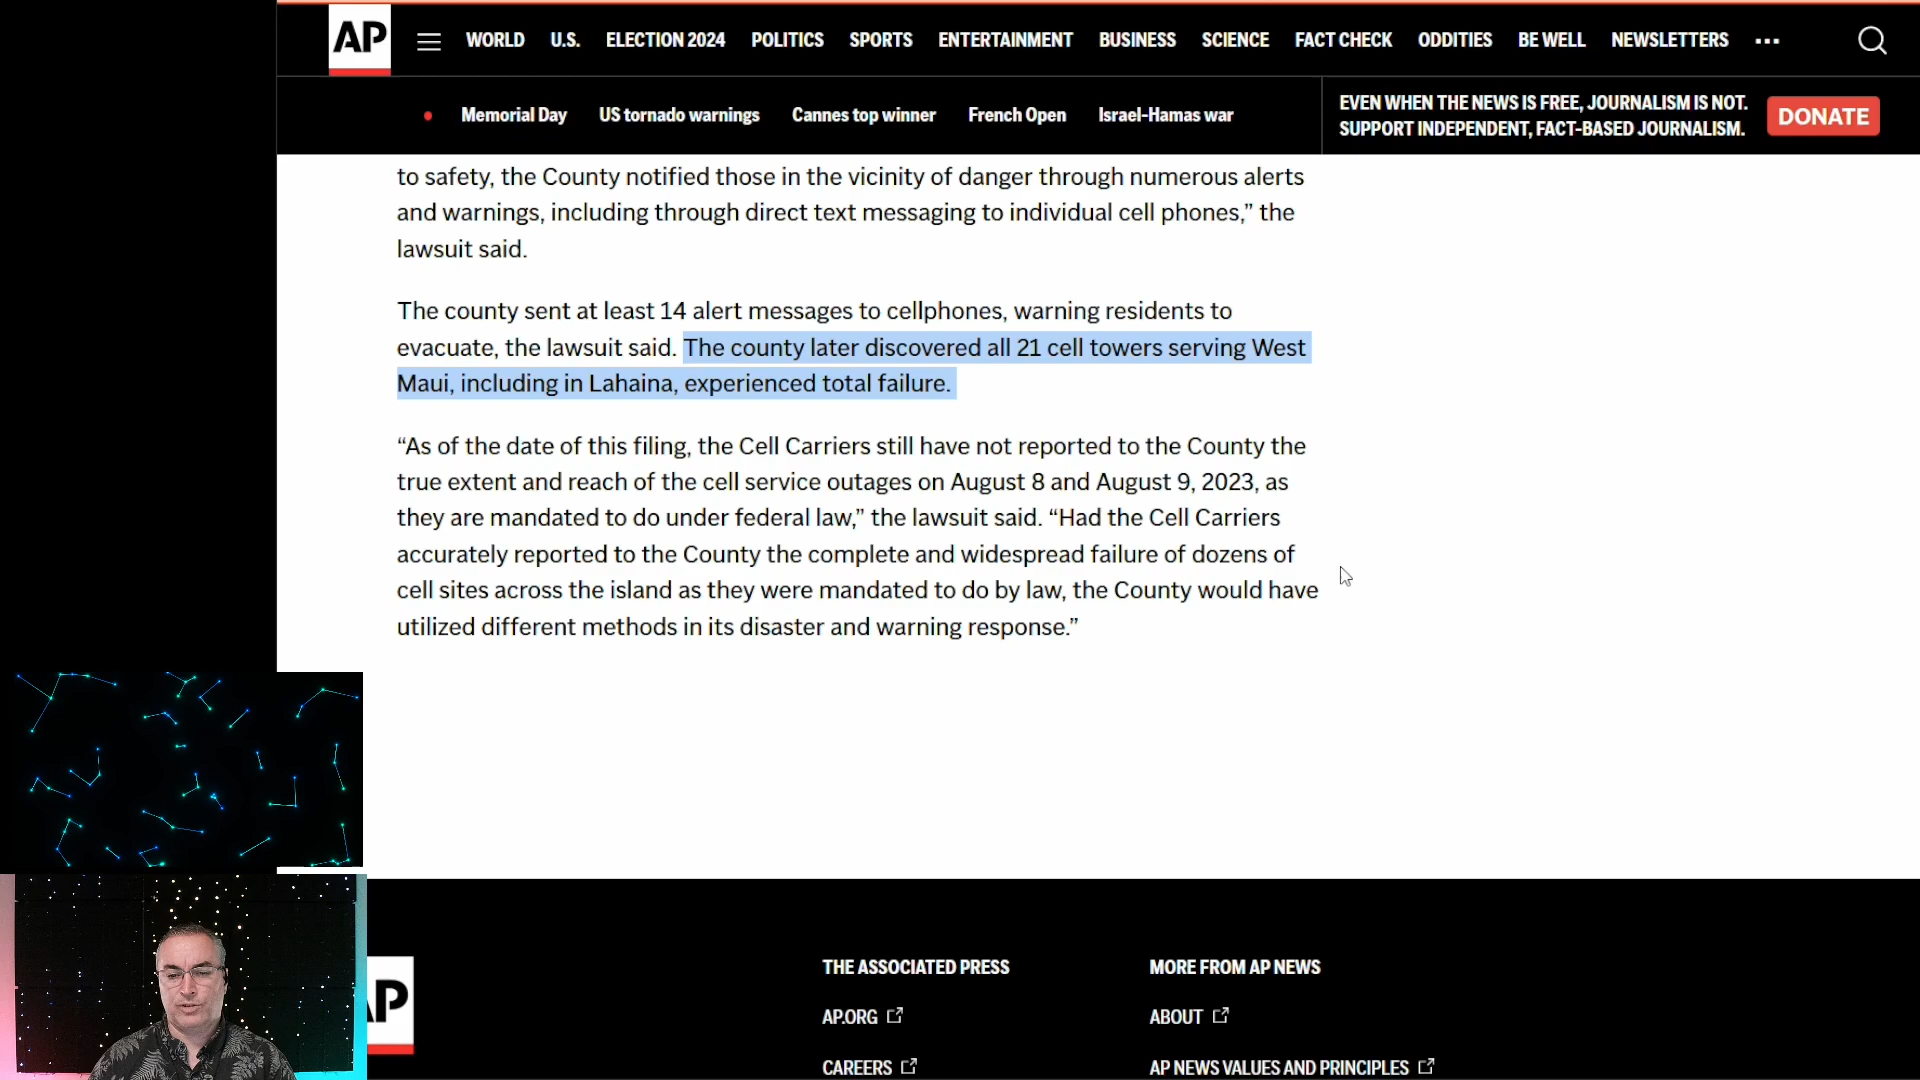 AP
WORLD U.S. ELECTION 2024 POLITICS SPORTS ENTERTAINMENT BUSINESS SCIENCE FACT CHECK ODDITIES BE WELL NEWSLETTERS •••
Memorial Day US tornado warnings Cannes top winner French Open Israel-Hamas war
EVEN WHEN THE NEWS IS FREE, JOURNALISM IS NOT.
SUPPORT INDEPENDENT, FACT-BASED JOURNALISM.
DONATE
to safety, the County notified those in the vicinity of danger through numerous alerts
and warnings, including through direct text messaging to individual cell phones,” the
lawsuit said.
The county sent at least 14 alert messages to cellphones, warning residents to
evacuate, the lawsuit said. The county later discovered all 21 cell towers serving West
Maui, including in Lahaina, experienced total failure.
“As of the date of this filing, the Cell Carriers still have not reported to the County the
true extent and reach of the cell service outages on August 8 and August 9, 2023, as
they are mandated to do under federal law,” the lawsuit said. “Had the Cell Carriers
accurately reported to the County the complete and widespread failure of dozens of
cell sites across the island as they were mandated to do by law, the County would have
utilized different methods in its disaster and warning response.”
AP
THE ASSOCIATED PRESS
AP.ORG
CAREERS
MORE FROM AP NEWS
ABOUT
AP NEWS VALUES AND PRINCIPLES